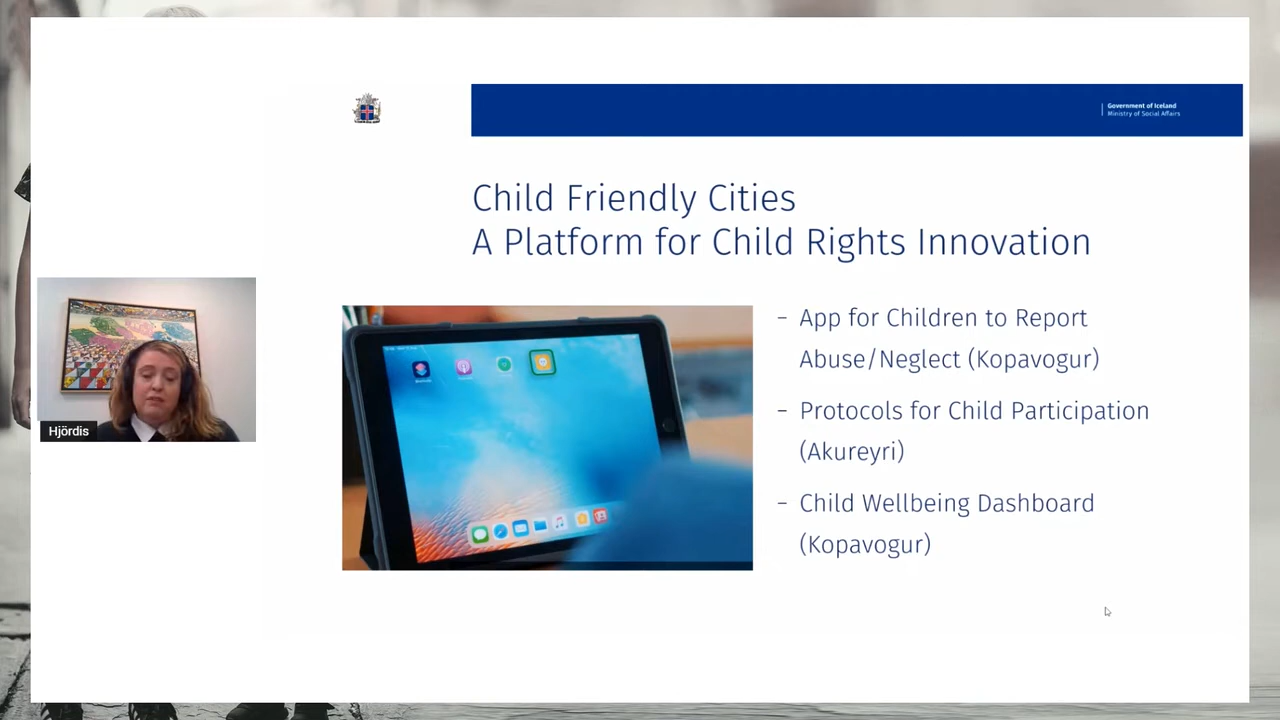 Government of Iceland
Ministry of Social Affairs
Child Friendly Cities
A Platform for Child Rights Innovation
- App for Children to Report
Abuse/Neglect (Kopavogur)
- Protocols for Child Participation
(Akureyri)
- Child Wellbeing Dashboard
(Kopavogur)
Hjördis